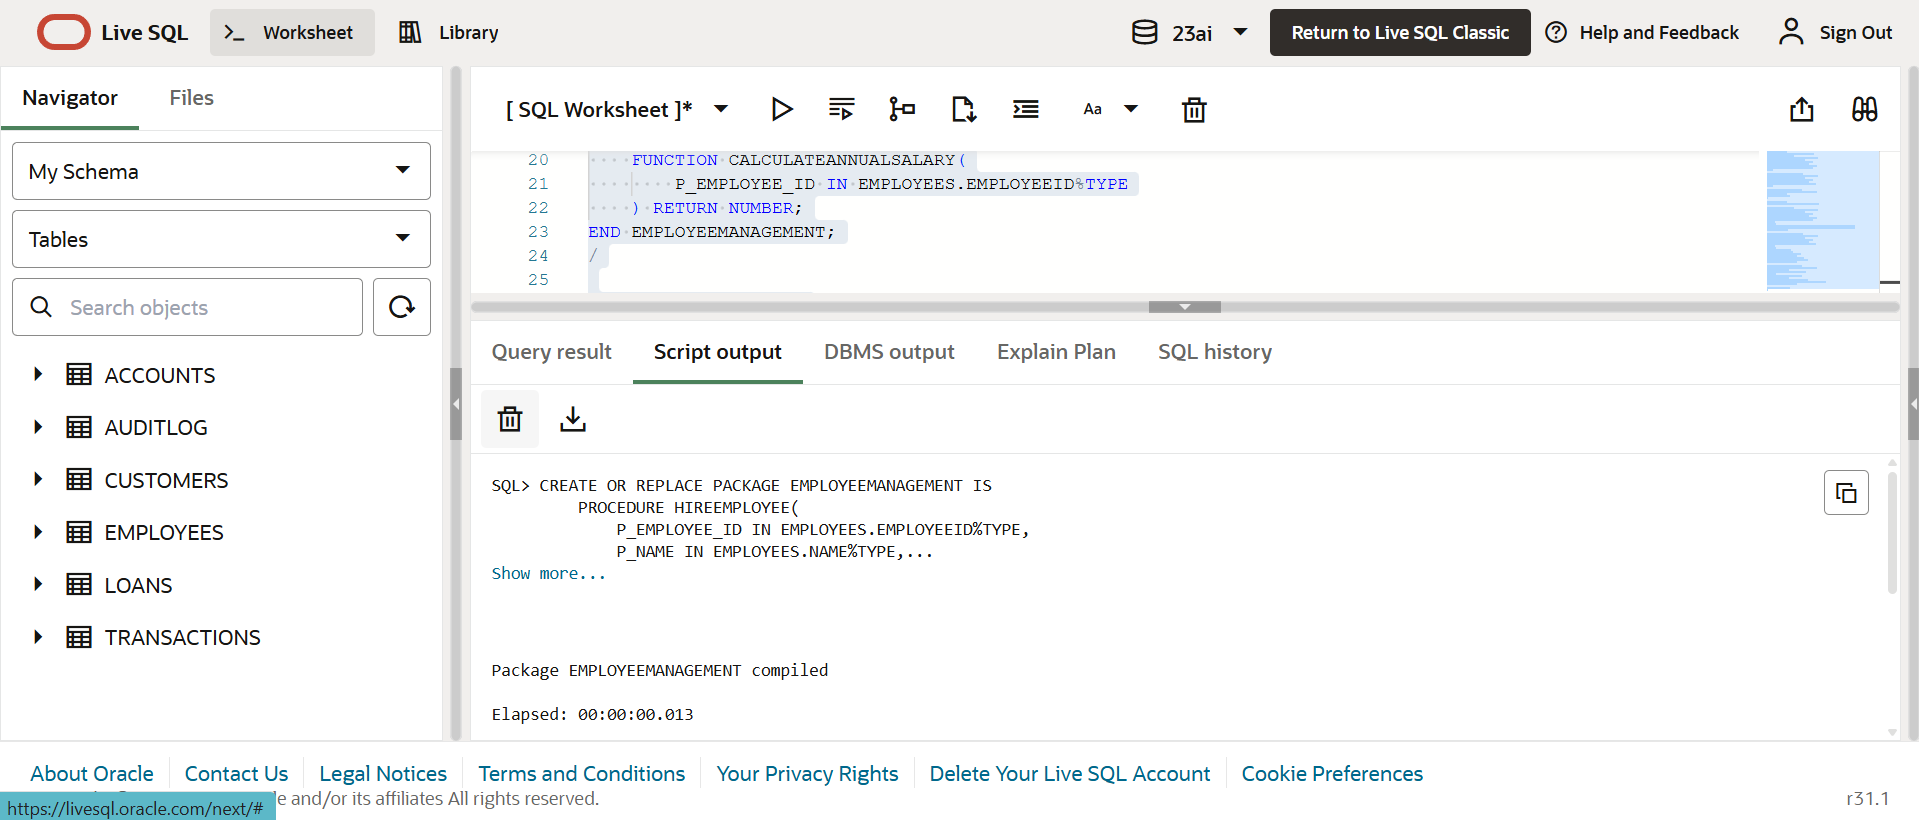 Live SQL
Worksheet
Library
23ai
Return to Live SQL Classic
Help and Feedback
Sign Out
Navigator
Files
My Schema
Tables
Search objects
ACCOUNTS
AUDITLOG
CUSTOMERS
EMPLOYEES
LOANS
TRANSACTIONS
[ SQL Worksheet ]*
Aa
20 FUNCTION CALCULATEANNUALSALARY(
21 P_EMPLOYEE_ID IN EMPLOYEES.EMPLOYEEID%TYPE
22 ) RETURN NUMBER;
23 END EMPLOYEEMANAGEMENT;
24 /
25
Query result
Script output
DBMS output
Explain Plan
SQL history
SQL> CREATE OR REPLACE PACKAGE EMPLOYEEMANAGEMENT IS
PROCEDURE HIREEMPLOYEE(
P_EMPLOYEE_ID IN EMPLOYEES.EMPLOYEEID%TYPE,
P_NAME IN EMPLOYEES.NAME%TYPE,...
Show more...
Package EMPLOYEEMANAGEMENT compiled
Elapsed: 00:00:00.013
About Oracle
Contact Us
Legal Notices
Terms and Conditions
Your Privacy Rights
Delete Your Live SQL Account
Cookie Preferences
and/or its affiliates All rights reserved.
r31.1
https://livesql.oracle.com/next/#